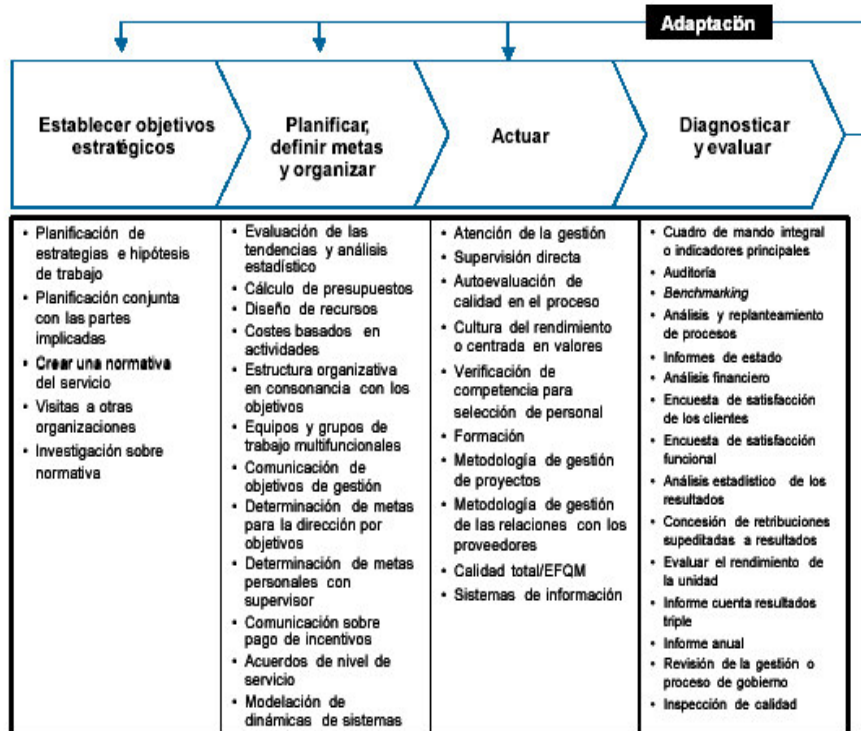 Adaptación
Establecer objetivos
estratégicos
Planificar,
definir metas
y organizar
Actuar
Diagnosticar
y evaluar
• Planificación de
estrategias e hipótesis
de trabajo
• Planificación conjunta
con las partes
implicadas
• Crear una normativa
del servicio
• Visitas a otras
organizaciones
• Investigación sobre
normativa
• Evaluación de las
tendencias y análisis
estadístico
• Cálculo de presupuestos
• Diseño de recursos
• Costes basados en
actividades
• Estructura organizativa
en consonancia con los
objetivos
• Equipos y grupos de
trabajo multifuncionales
• Comunicación de
objetivos de gestión
• Determinación de metas
para la dirección por
objetivos
• Determinación de metas
personales con
supervisor
• Comunicación sobre
pago de incentivos
• Acuerdos de nivel de
servicio
• Modelación de
dinámicas de sistemas
• Atención de la gestión
• Supervisión directa
• Autoevaluación de
calidad en el proceso
• Cultura del rendimiento
o centrada en valores
• Verificación de
competencia para
selección de personal
• Formación
• Metodología de gestión
de proyectos
• Metodología de gestión
de las relaciones con los
proveedores
• Calidad total/EFQM
• Sistemas de información
• Cuadro de mando integral
o indicadores principales
• Auditoría
• Benchmarking
• Análisis y replanteamiento
de procesos
• Informes de estado
• Análisis financiero
• Encuesta de satisfacción
de los clientes
• Encuesta de satisfacción
funcional
• Análisis estadístico de los
resultados
• Concesión de retribuciones
supeditadas a resultados
• Evaluar el rendimiento de
la unidad
• Informe cuenta resultados
triple
• Informe anual
• Revisión de la gestión o
proceso de gobierno
• Inspección de calidad